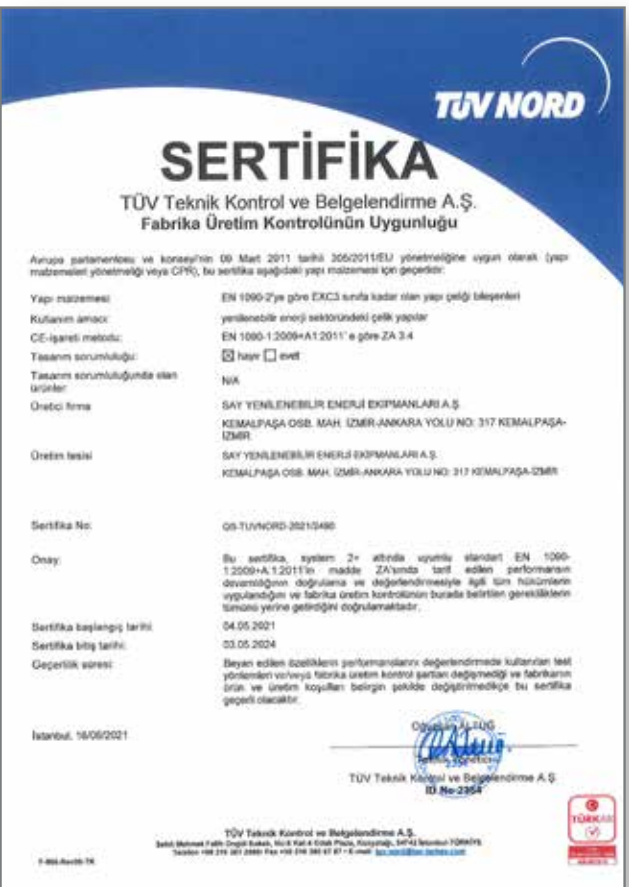 TÜV NORD
SERTİFİKA
TÜV Teknik Kontrol ve Belgelendirme A.Ş.
Fabrika Üretim Kontrolünün Uygunluğu
Avrupa parlamentosu ve konseyi'nin 09 Mart 2011 tarihli 305/2011/EU yönetmeliğine uygun olarak (yapı
malzemeleri yönetmeliği veya CPR), bu sertifika aşağıdaki yapı malzemesi için geçerlidir:
Yapı malzemesi: EN 1090-2'ye göre EXC3 sınıfa kadar olan yapı çeliği bileşenleri
Kullanım amacı: yenilenebilir enerji sektöründeki çelik yapılar
CE-işareti metodu: EN 1090-1:2009+A1:2011' e göre ZA 3.4
Tasarım sorumluluğu: ☒ hayır ☐ evet
Tasarım sorumluluğunda olan
ürünler: N/A
Üretici firma SAY YENİLENEBİLİR ENERJİ EKİPMANLARI A.Ş.
KEMALPAŞA OSB. MAH. İZMİR-ANKARA YOLU NO: 317 KEMALPAŞA-
İZMİR
Üretim tesisi SAY YENİLENEBİLİR ENERJİ EKİPMANLARI A.Ş.
KEMALPAŞA OSB. MAH. İZMİR-ANKARA YOLU NO: 317 KEMALPAŞA-İZMİR
Sertifika No:
Onay: Bu sertifika, system 2+ altında uyumlu standart EN 1090-
1:2009+A.1:2011'in madde ZA'sında tarif edilen performansın
devamlılığının doğrulama ve değerlendirmesiyle ilgili tüm hükümlerin
uygulandığını ve fabrika üretim kontrolünün burada belirtilen gerekliliklerin
tümünü yerine getirdiğini doğrulamaktadır.
Sertifika başlangıç tarihi: 04.05.2021
Sertifika bitiş tarihi: 03.05.2024
Geçerlilik süresi: Beyan edilen özelliklerin performanslarını değerlendirmede kullanılan test
yöntemleri ve/veya fabrika üretim kontrol şartları değişmediği ve fabrikanın
ürün ve üretim koşulları belirgin şekilde değiştirilmedikçe bu sertifika
geçerli olacaktır.
İstanbul, 16/06/2021
Teknik Yönetici
TÜV Teknik Kontrol ve Belgelendirme A.Ş.
ID No 2354
TÜRKAK
TÜV Teknik Kontrol ve Belgelendirme A.Ş.